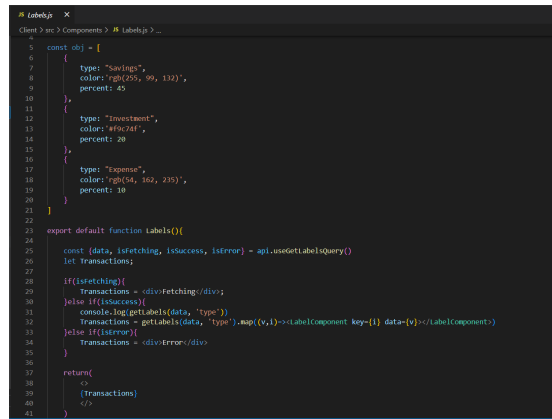 JS Labels.js X
Client > src > Components > JS Labels.js > ...
4
5 const obj = [
6 {
7 type: "Savings",
8 color:'rgb(255, 99, 132)',
9 percent: 45
10 },
11 {
12 type: "Investment",
13 color:'#f9c74f',
14 percent: 20
15 },
16 {
17 type: "Expense",
18 color:'rgb(54, 162, 235)',
19 percent: 10
20 }
21 ]
22
23 export default function Labels(){
24
25 const {data, isFetching, isSuccess, isError} = api.useGetLabelsQuery()
26 let Transactions;
27
28 if(isFetching){
29 Transactions = <div>Fetching</div>;
30 }else if(isSuccess){
31 console.log(getLabels(data, 'type'))
32 Transactions = getLabels(data, 'type').map((v,i)=><LabelComponent key={i} data={v}></LabelComponent>)
33 }else if(isError){
34 Transactions = <div>Error</div>
35 }
36
37 return(
38 <>
39 {Transactions}
40 </>
41 )